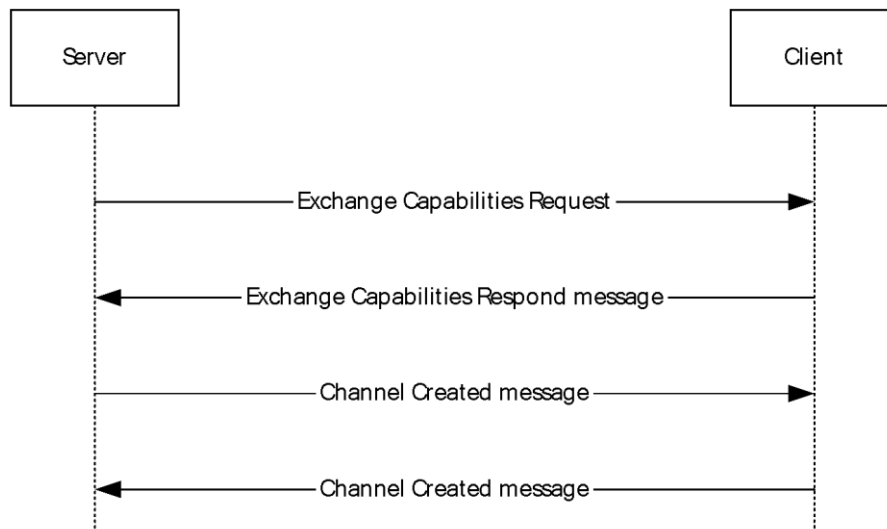 Server
Client
Exchange Capabilities Request
Exchange Capabilities Respond message
Channel Created message
Channel Created message